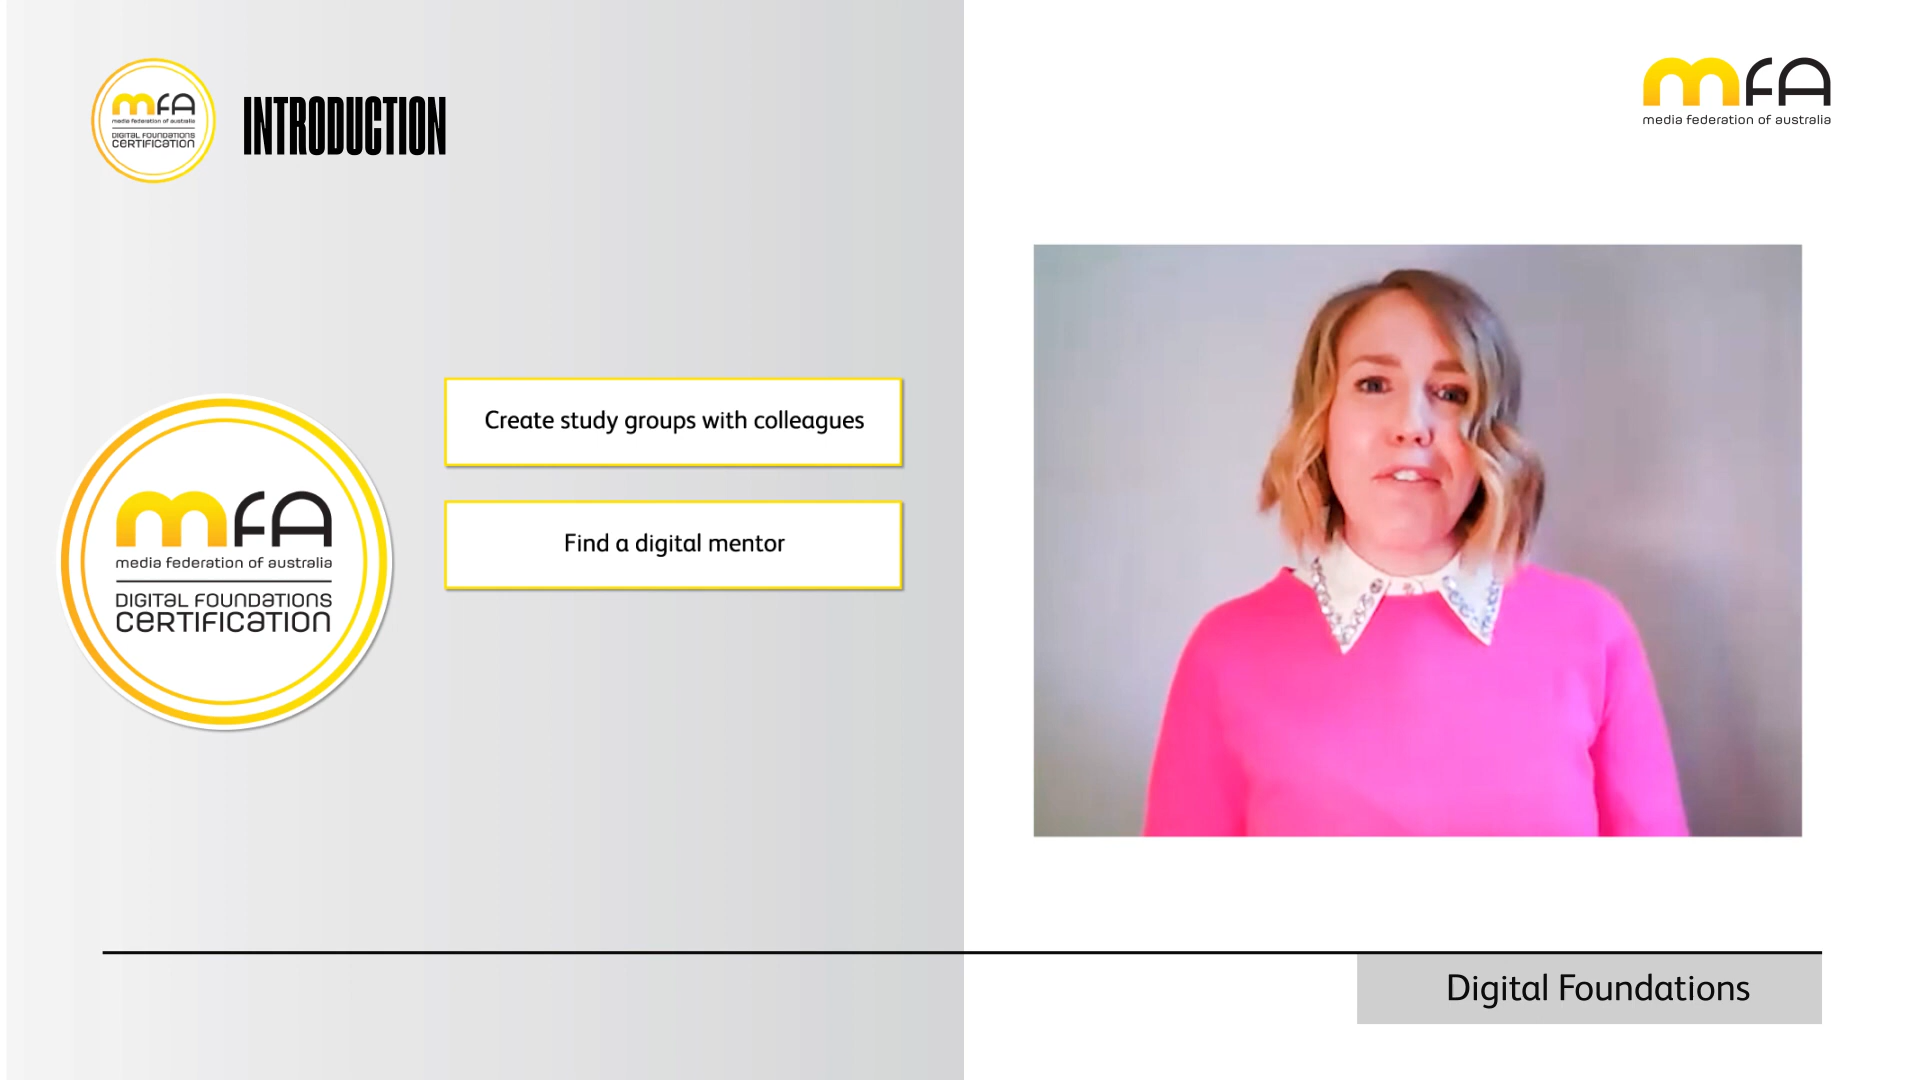 mfa
media federation of australia
DIGITAL FOUNDATIONS
CERTIFICATION
INTRODUCTION
mfa
media federation of australia
Create study groups with colleagues
Find a digital mentor
mfa
media federation of australia
DIGITAL FOUNDATIONS
CERTIFICATION
Digital Foundations